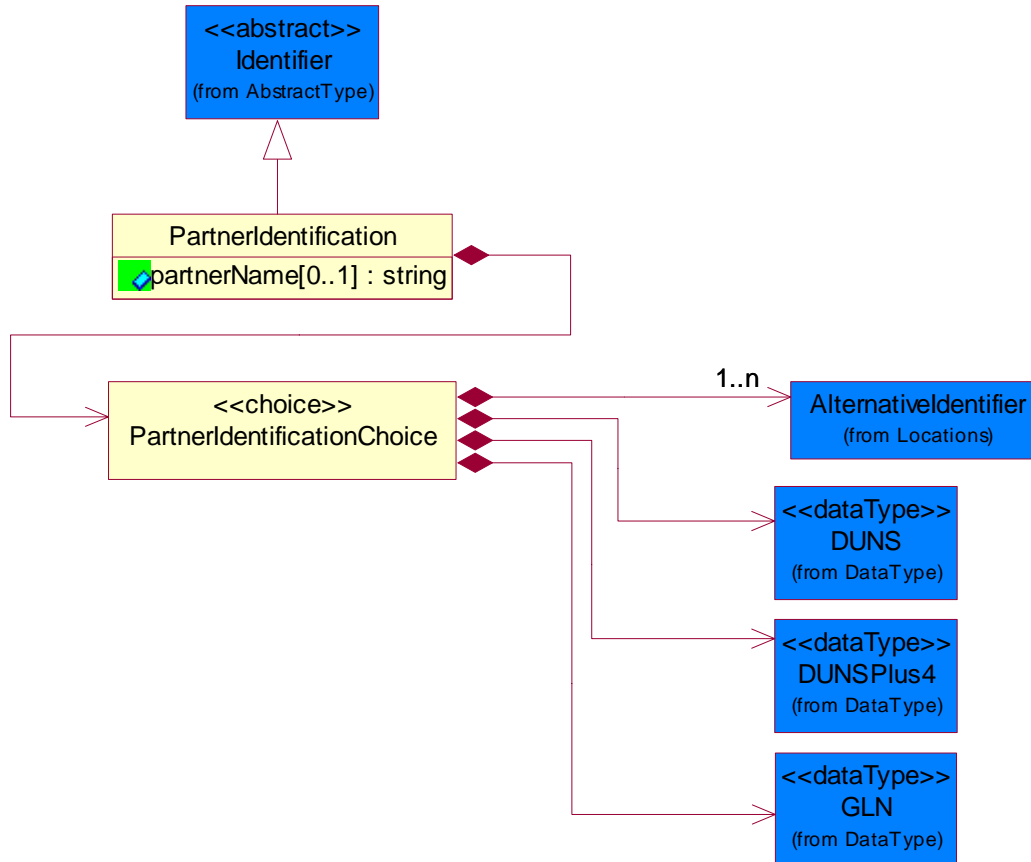 <<abstract>>
Identifier
(from AbstractType)
PartnerIdentification
partnerName[0..1] : string
<<choice>>
PartnerIdentificationChoice
1..n
AlternativeIdentifier
(from Locations)
<<dataType>>
DUNS
(from DataType)
<<dataType>>
DUNSPlus4
(from DataType)
<<dataType>>
GLN
(from DataType)